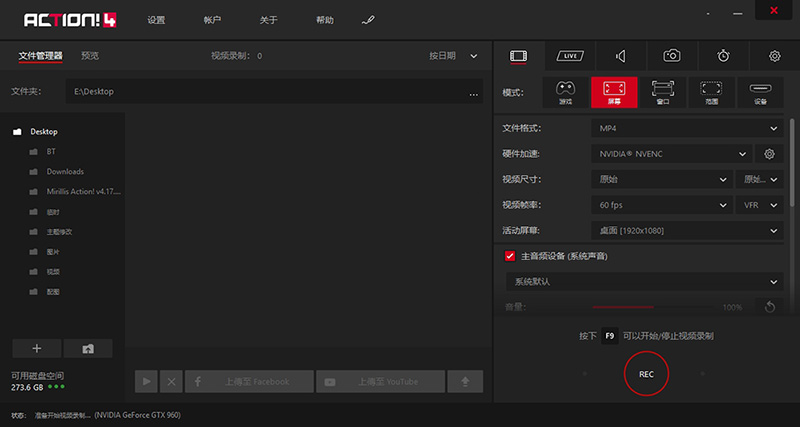 ACTION! 4 设置 帐户 关于 帮助
文件管理器 预览 视频录制: 0 按日期
LIVE
文件夹: E:\Desktop ...
模式: 游戏 屏幕 窗口 范围 设备
Desktop
BT
Downloads
Mirillis Action! v4.17....
临时
主题修改
图片
视频
配图
文件格式: MP4
硬件加速: NVIDIA® NVENC
视频尺寸: 原始 原始...
视频帧率: 60 fps VFR
活动屏幕: 桌面 [1920x1080]
主音频设备 (系统声音)
系统默认
音量: 100%
可用磁盘空间
273.6 GB
上傳至 Facebook
上傳至 YouTube
按下 F9 可以开始/停止视频录制
REC
状态: 准备开始视频录制... (NVIDIA GeForce GTX 960)